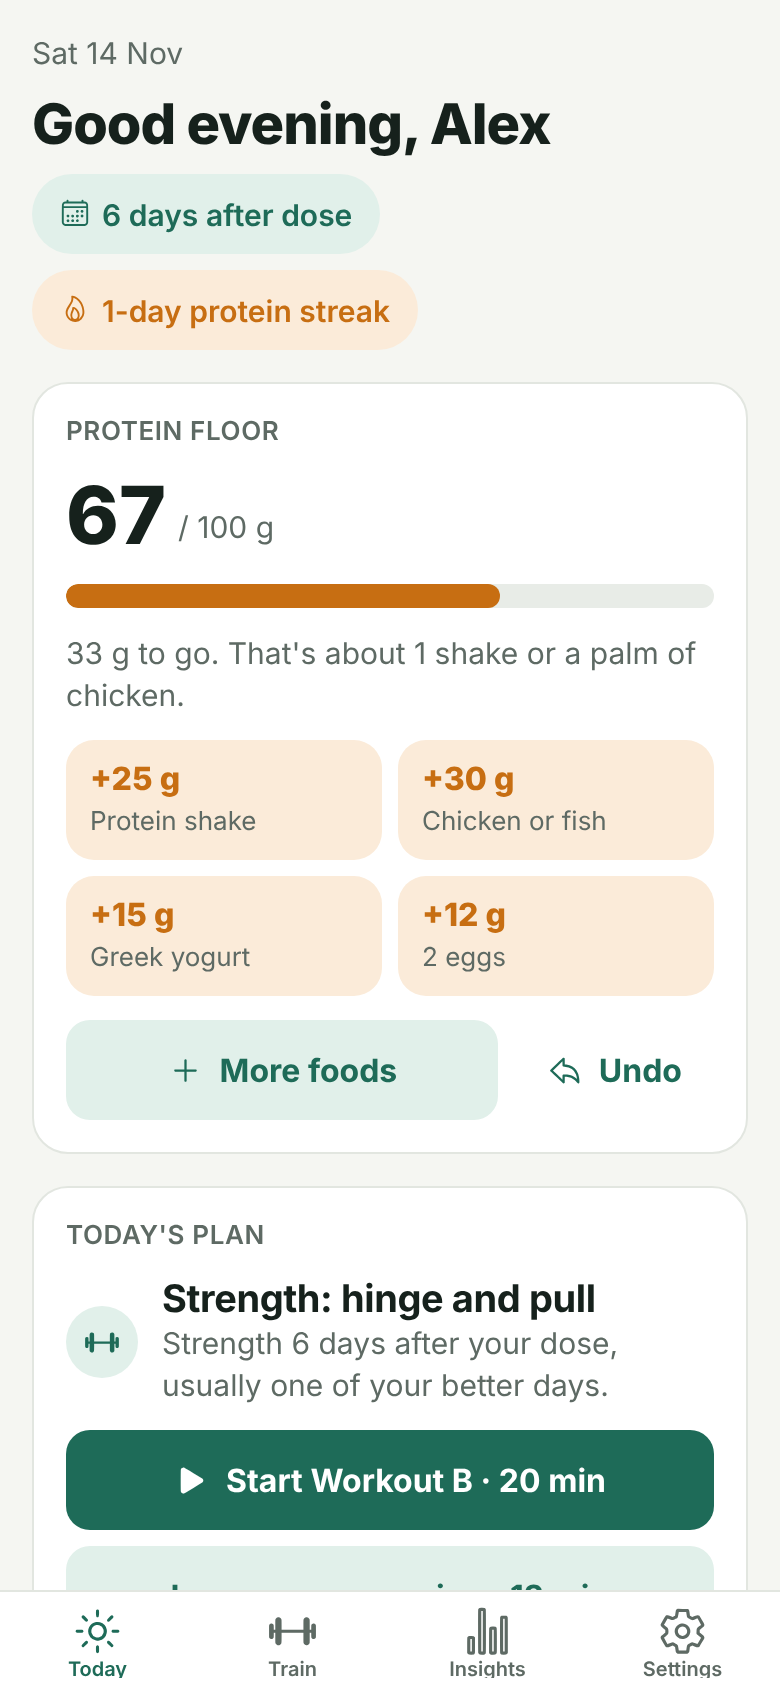 Sat 14 Nov
Good evening, Alex
6 days after dose
1-day protein streak
PROTEIN FLOOR
67 / 100 g
33 g to go. That's about 1 shake or a palm of
chicken.
+25 g
Protein shake
+30 g
Chicken or fish
+15 g
Greek yogurt
+12 g
2 eggs
More foods
Undo
TODAY'S PLAN
Strength: hinge and pull
Strength 6 days after your dose,
usually one of your better days.
Start Workout B · 20 min
Today
Train
Insights
Settings